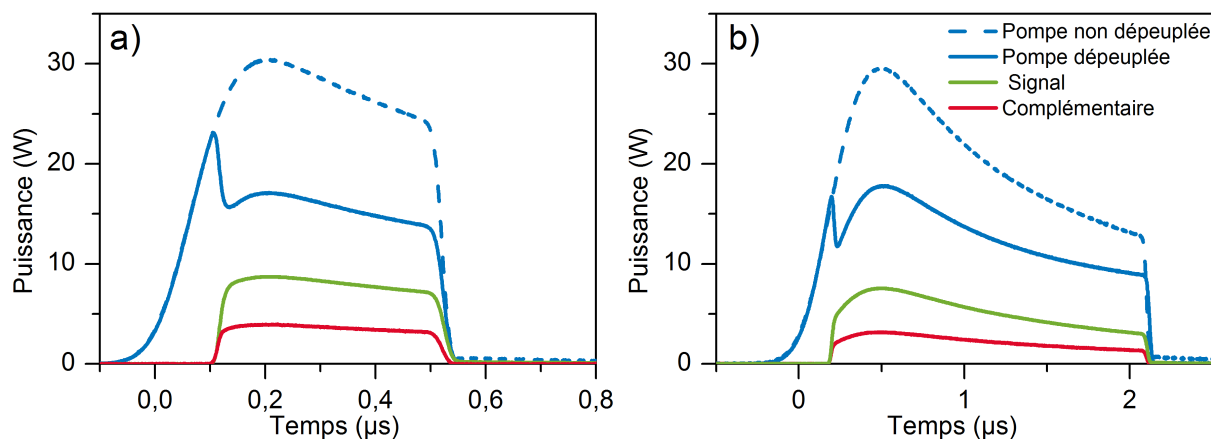 a)
Puissance (W)
30
20
10
0
0,0
0,2
0,4
0,6
0,8
Temps (µs)
b)
Pompe non dépeuplée
Pompe dépeuplée
Signal
Complémentaire
Puissance (W)
30
20
10
0
0
1
2
Temps (µs)